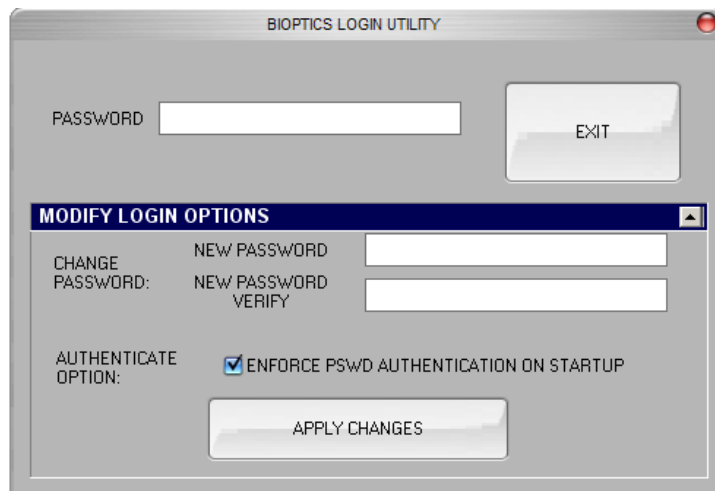 BIOPTICS LOGIN UTILITY
PASSWORD
EXIT
MODIFY LOGIN OPTIONS
CHANGE
PASSWORD:
NEW PASSWORD
NEW PASSWORD
VERIFY
AUTHENTICATE
OPTION:
ENFORCE PSWD AUTHENTICATION ON STARTUP
APPLY CHANGES